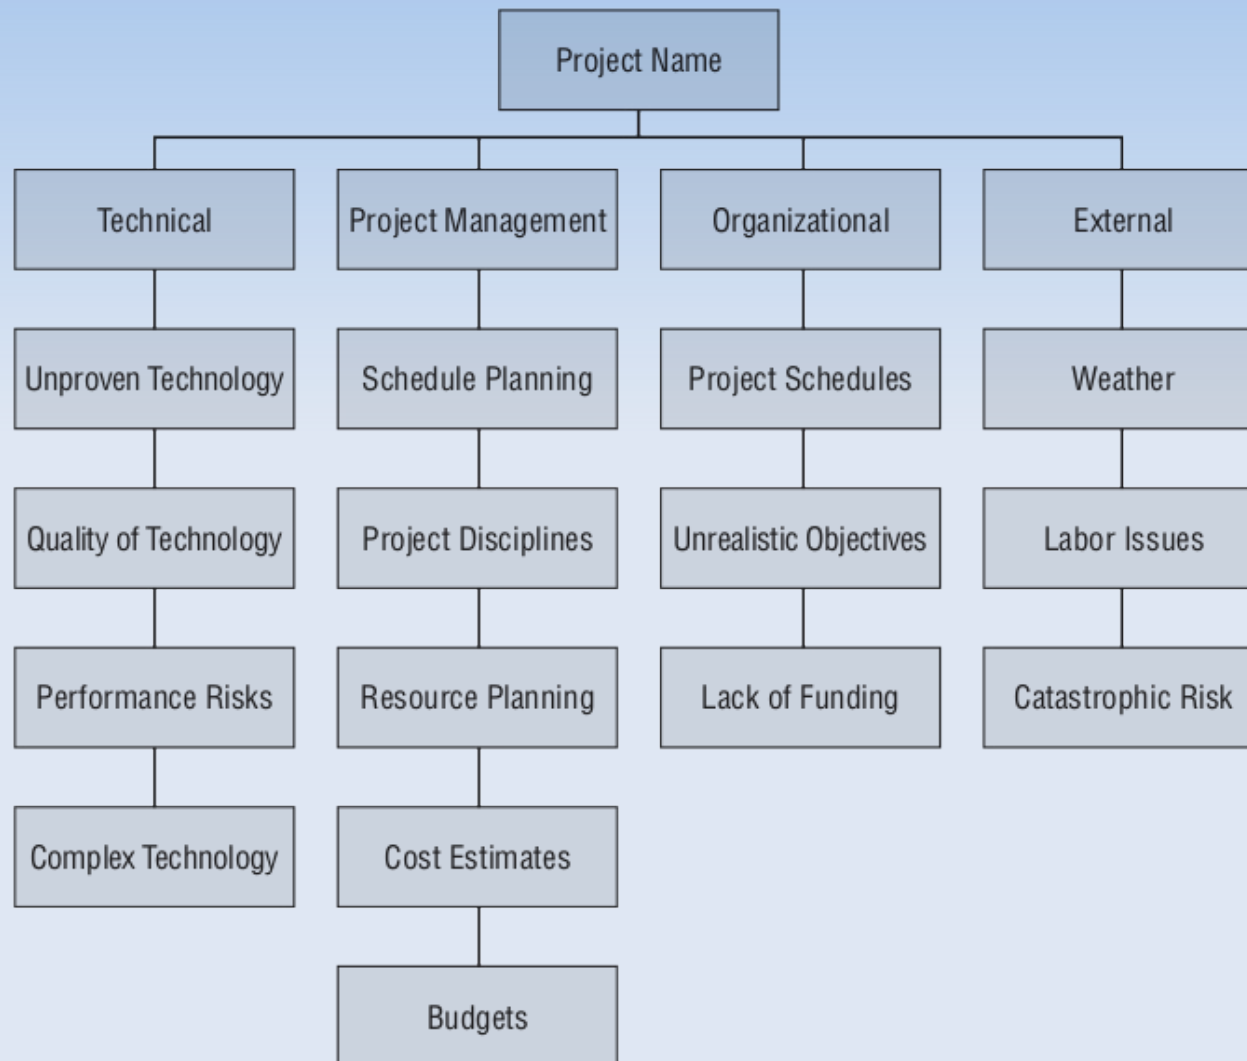 Project Name
Technical
Project Management
Organizational
External
Unproven Technology
Schedule Planning
Project Schedules
Weather
Quality of Technology
Project Disciplines
Unrealistic Objectives
Labor Issues
Performance Risks
Resource Planning
Lack of Funding
Catastrophic Risk
Complex Technology
Cost Estimates
Budgets